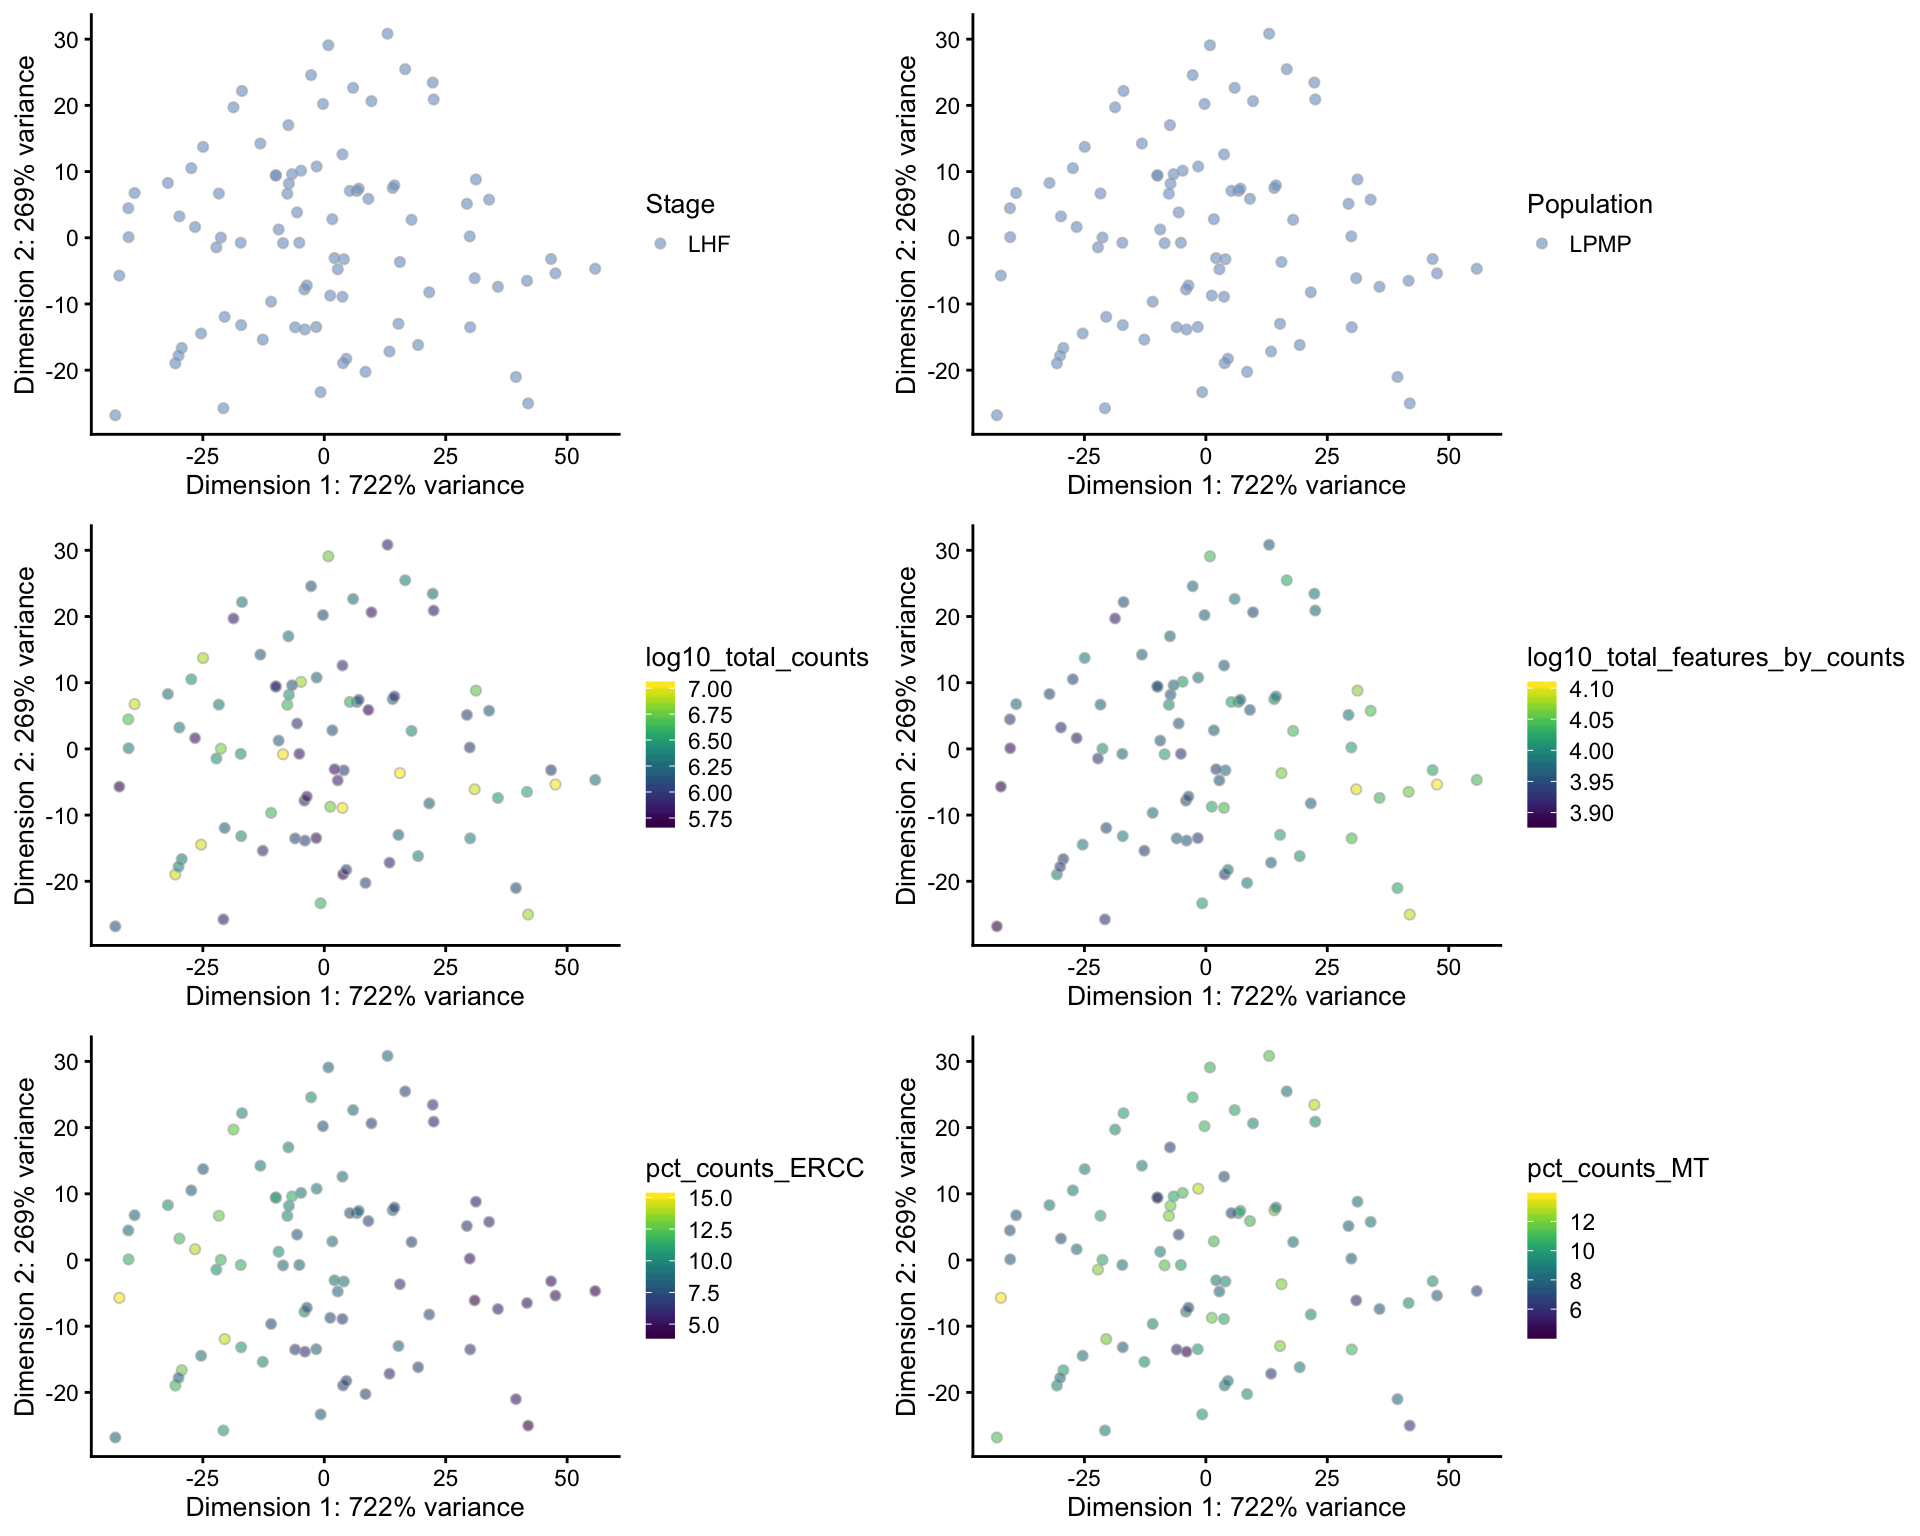 30
20
10
0
-10
-20
Dimension 2: 269% variance
-25 0 25 50
Dimension 1: 722% variance
Stage
LHF
30
20
10
0
-10
-20
Dimension 2: 269% variance
-25 0 25 50
Dimension 1: 722% variance
Population
LPMP
30
20
10
0
-10
-20
Dimension 2: 269% variance
-25 0 25 50
Dimension 1: 722% variance
log10_total_counts
7.00
6.75
6.50
6.25
6.00
5.75
30
20
10
0
-10
-20
Dimension 2: 269% variance
-25 0 25 50
Dimension 1: 722% variance
log10_total_features_by_counts
4.10
4.05
4.00
3.95
3.90
30
20
10
0
-10
-20
Dimension 2: 269% variance
-25 0 25 50
Dimension 1: 722% variance
pct_counts_ERCC
15.0
12.5
10.0
7.5
5.0
30
20
10
0
-10
-20
Dimension 2: 269% variance
-25 0 25 50
Dimension 1: 722% variance
pct_counts_MT
12
10
8
6